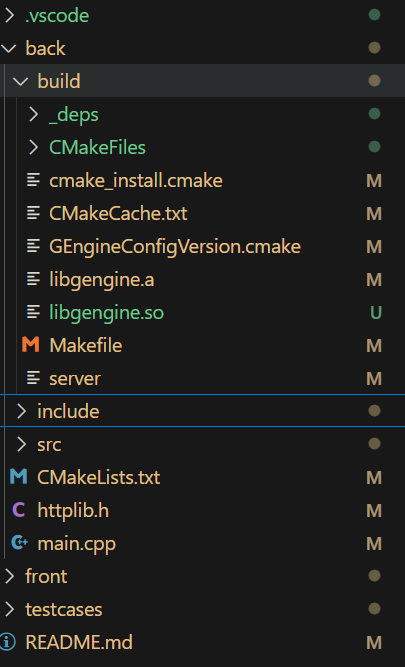 .vscode
back
build
_deps
CMakeFiles
cmake_install.cmake M
CMakeCache.txt M
GEngineConfigVersion.cmake M
libgengine.a M
libgengine.so U
M Makefile M
server M
include
src
M CMakeLists.txt M
C httplib.h M
C++ main.cpp M
front
testcases
README.md M